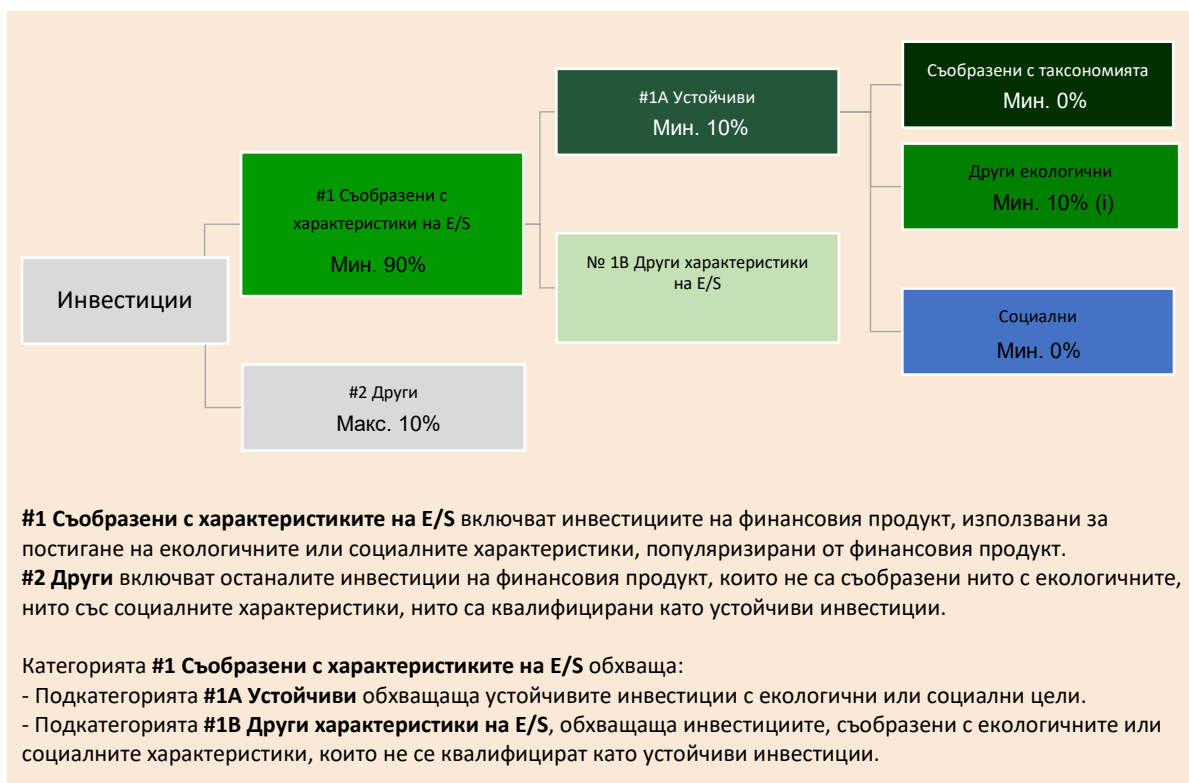 Инвестиции
#1 Съобразени с
характеристики на E/S
Мин. 90%
#2 Други
Макс. 10%
#1A Устойчиви
Мин. 10%
№ 1B Други характеристики
на E/S
Съобразени с таксономията
Мин. 0%
Други екологични
Мин. 10% (i)
Социални
Мин. 0%
#1 Съобразени с характеристиките на E/S включват инвестициите на финансовия продукт, използвани за
постигане на екологичните или социалните характеристики, популяризирани от финансовия продукт.
#2 Други включват останалите инвестиции на финансовия продукт, които не са съобразени нито с екологичните,
нито със социалните характеристики, нито са квалифицирани като устойчиви инвестиции.
Категорията #1 Съобразени с характеристиките на E/S обхваща:
- Подкатегорията #1A Устойчиви обхващаща устойчивите инвестиции с екологични или социални цели.
- Подкатегорията #1B Други характеристики на E/S, обхващаща инвестициите, съобразени с екологичните или
социалните характеристики, които не се квалифицират като устойчиви инвестиции.